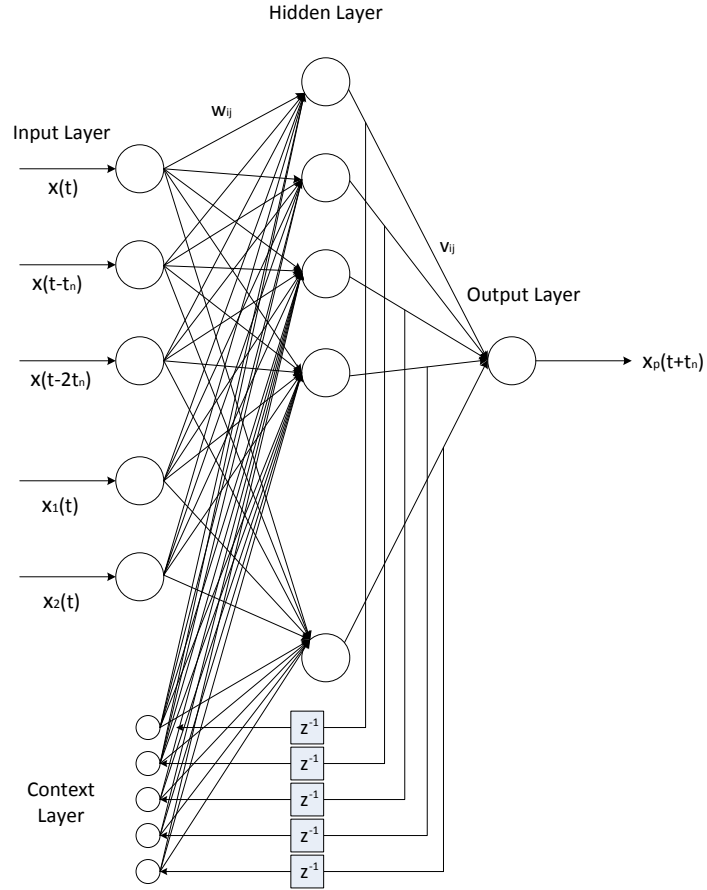 Hidden Layer
wᵢⱼ
Input Layer
x(t)
x(t-tₙ)
vᵢⱼ
Output Layer
x(t-2tₙ)
xₚ(t+tₙ)
x₁(t)
x₂(t)
z⁻¹
z⁻¹
z⁻¹
z⁻¹
z⁻¹
Context
Layer